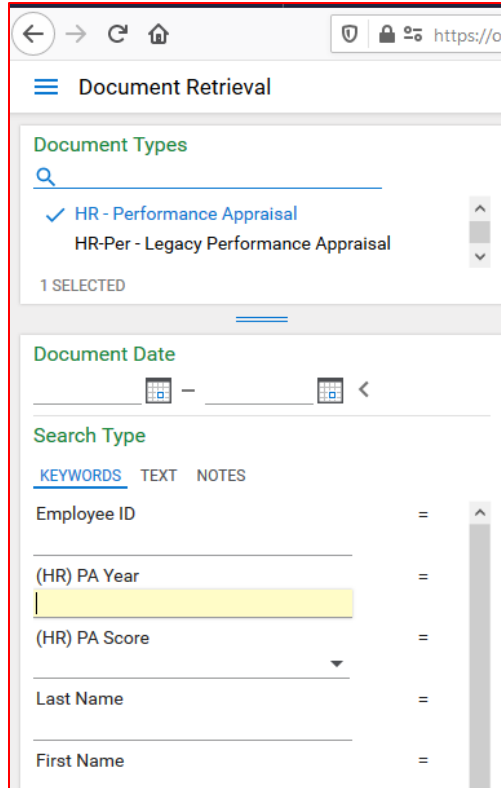 https://o
Document Retrieval
Document Types
HR - Performance Appraisal
HR-Per - Legacy Performance Appraisal
1 SELECTED
Document Date
–
Search Type
KEYWORDS TEXT NOTES
Employee ID =
(HR) PA Year =
(HR) PA Score =
Last Name =
First Name =